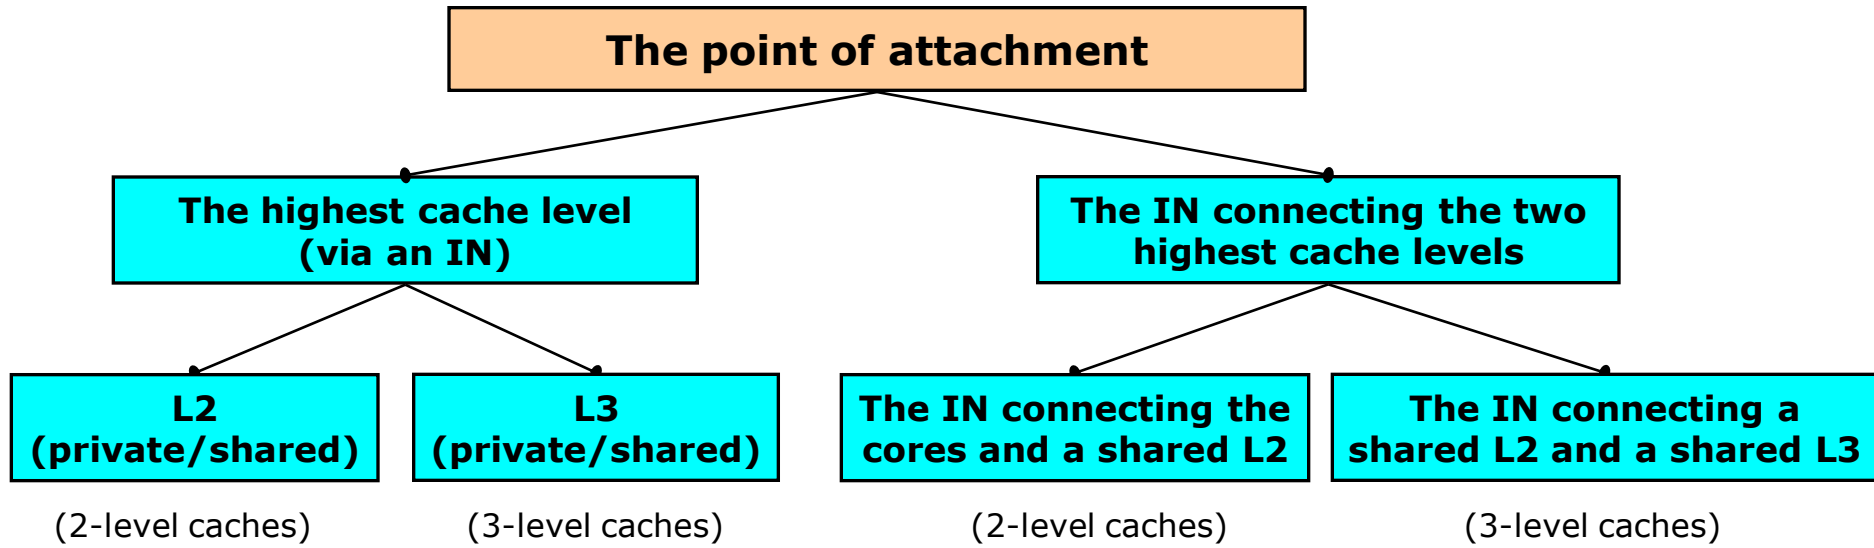 The point of attachment
The highest cache level
(via an IN)
The IN connecting the two
highest cache levels
L2
(private/shared)
L3
(private/shared)
The IN connecting the
cores and a shared L2
The IN connecting a
shared L2 and a shared L3
(2-level caches)
(3-level caches)
(2-level caches)
(3-level caches)